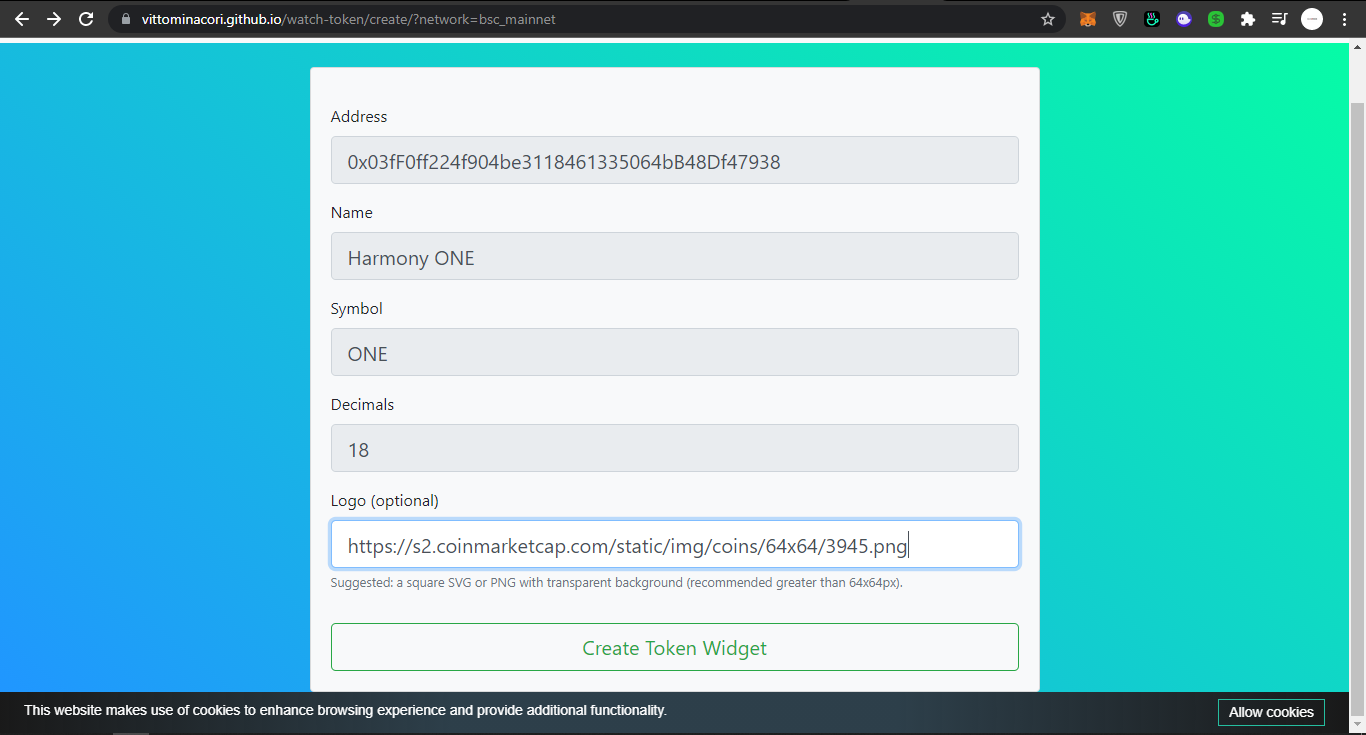 vittominacori.github.io/watch-token/create/?network=bsc_mainnet
Address
0x03fF0ff224f904be3118461335064bB48Df47938
Name
Harmony ONE
Symbol
ONE
Decimals
18
Logo (optional)
https://s2.coinmarketcap.com/static/img/coins/64x64/3945.png
Suggested: a square SVG or PNG with transparent background (recommended greater than 64x64px).
Create Token Widget
This website makes use of cookies to enhance browsing experience and provide additional functionality.
Allow cookies